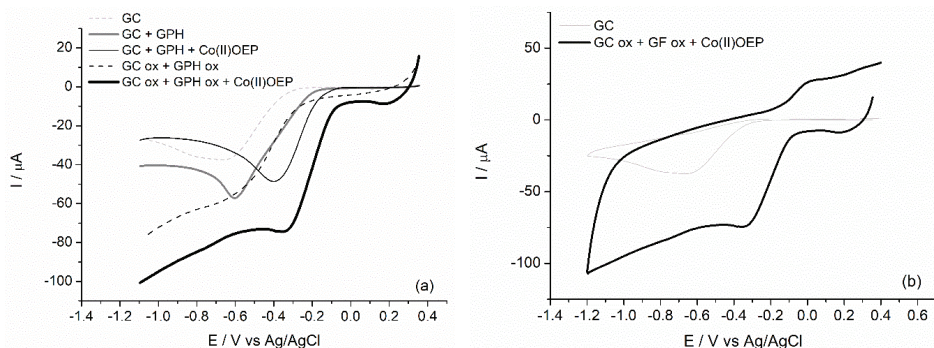 GC
GC + GPH
GC + GPH + Co(II)OEP
GC ox + GPH ox
GC ox + GPH ox + Co(II)OEP
20
0
-20
-40
-60
-80
-100
I / μA
(a)
-1.4 -1.2 -1.0 -0.8 -0.6 -0.4 -0.2 0.0 0.2 0.4
E / V vs Ag/AgCl
GC
GC ox + GF ox + Co(II)OEP
50
0
-50
-100
I / μA
(b)
-1.4 -1.2 -1.0 -0.8 -0.6 -0.4 -0.2 0.0 0.2 0.4
E / V vs Ag/AgCl